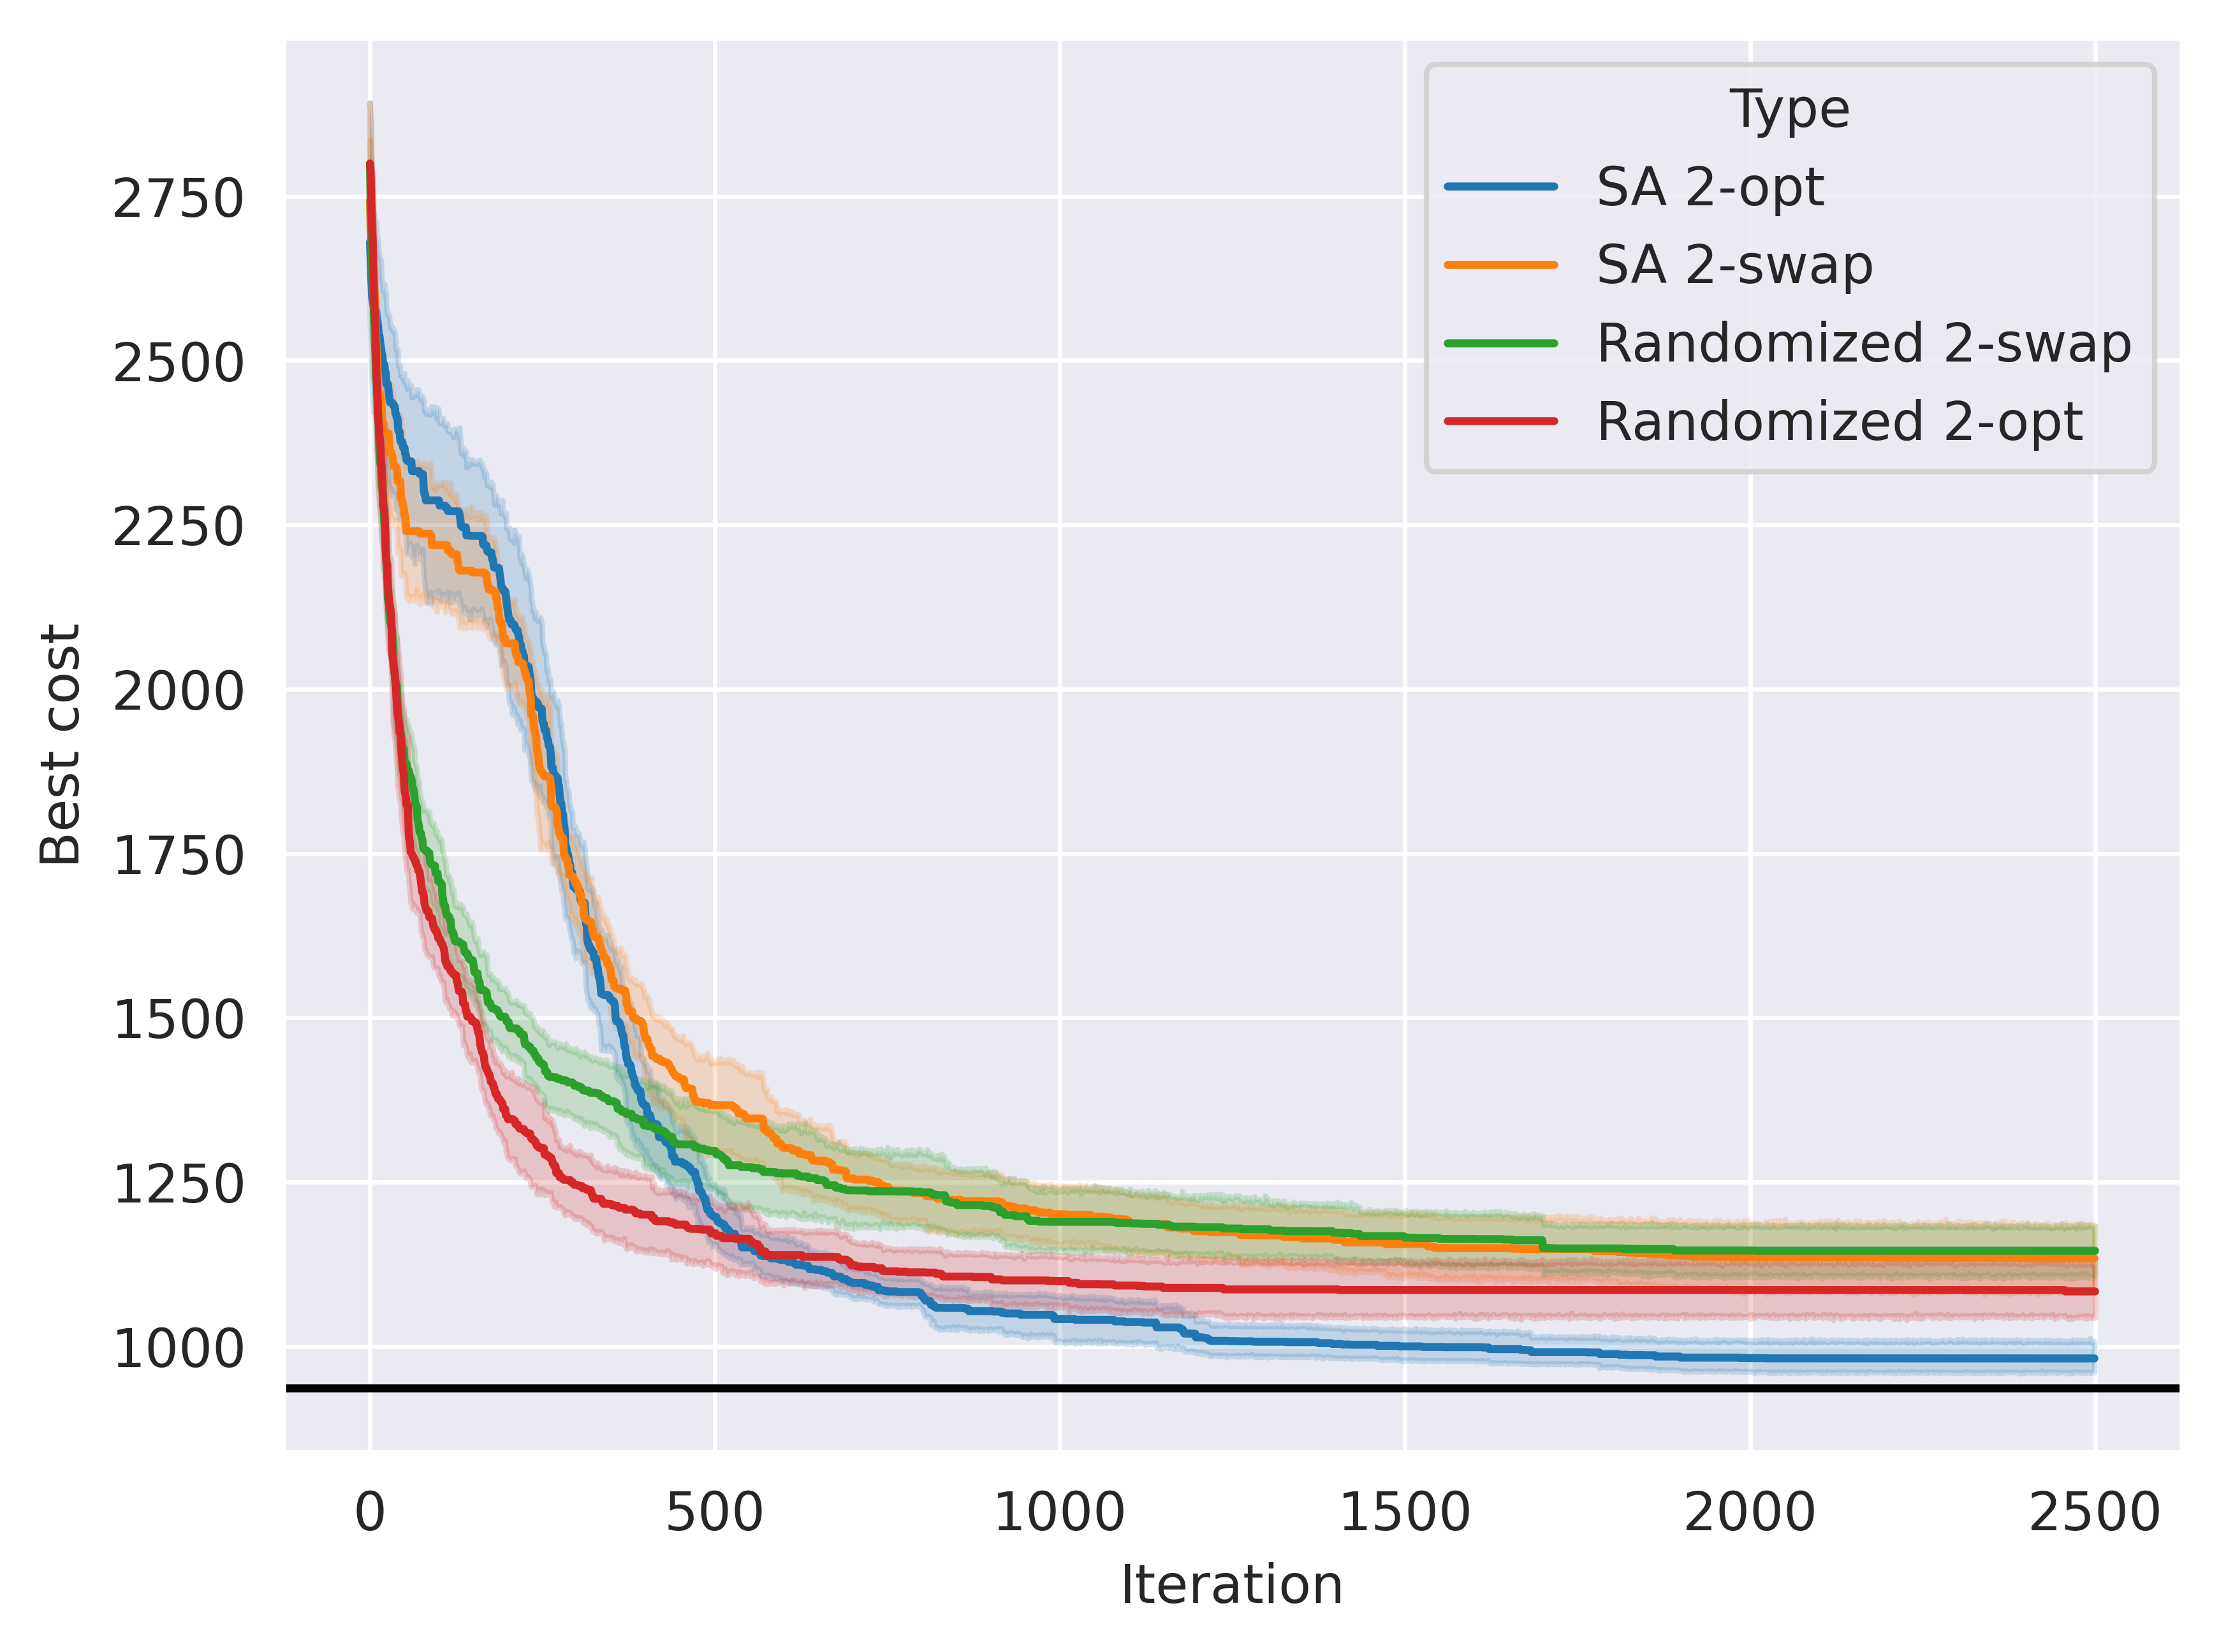 Type
SA 2-opt
SA 2-swap
Randomized 2-swap
Randomized 2-opt
Best cost
2750
2500
2250
2000
1750
1500
1250
1000
0 500 1000 1500 2000 2500
Iteration